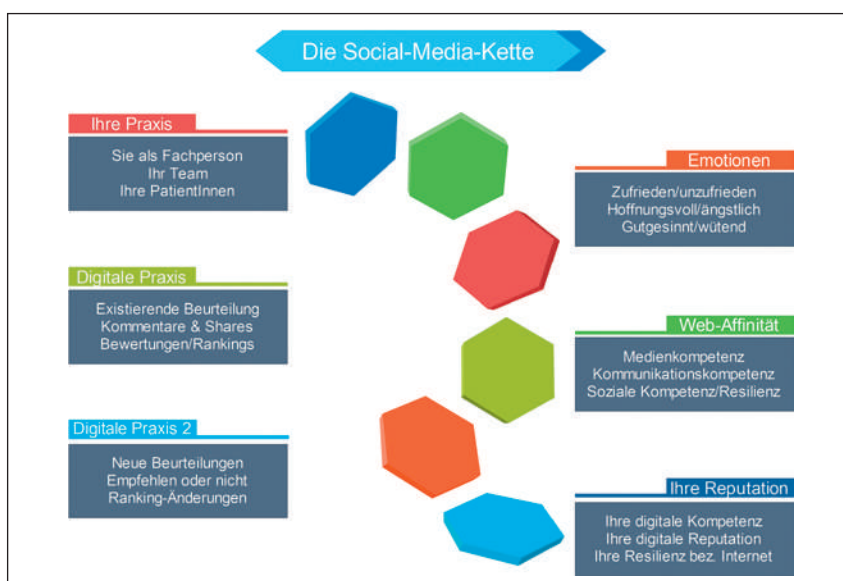 Die Social-Media-Kette
Ihre Praxis
Sie als Fachperson
Ihr Team
Ihre PatientInnen
Emotionen
Zufrieden/unzufrieden
Hoffnungsvoll/ängstlich
Gutgesinnt/wütend
Digitale Praxis
Existierende Beurteilung
Kommentare & Shares
Bewertungen/Rankings
Web-Affinität
Medienkompetenz
Kommunikationskompetenz
Soziale Kompetenz/Resilienz
Digitale Praxis 2
Neue Beurteilungen
Empfehlen oder nicht
Ranking-Änderungen
Ihre Reputation
Ihre digitale Kompetenz
Ihre digitale Reputation
Ihre Resilienz bez. Internet